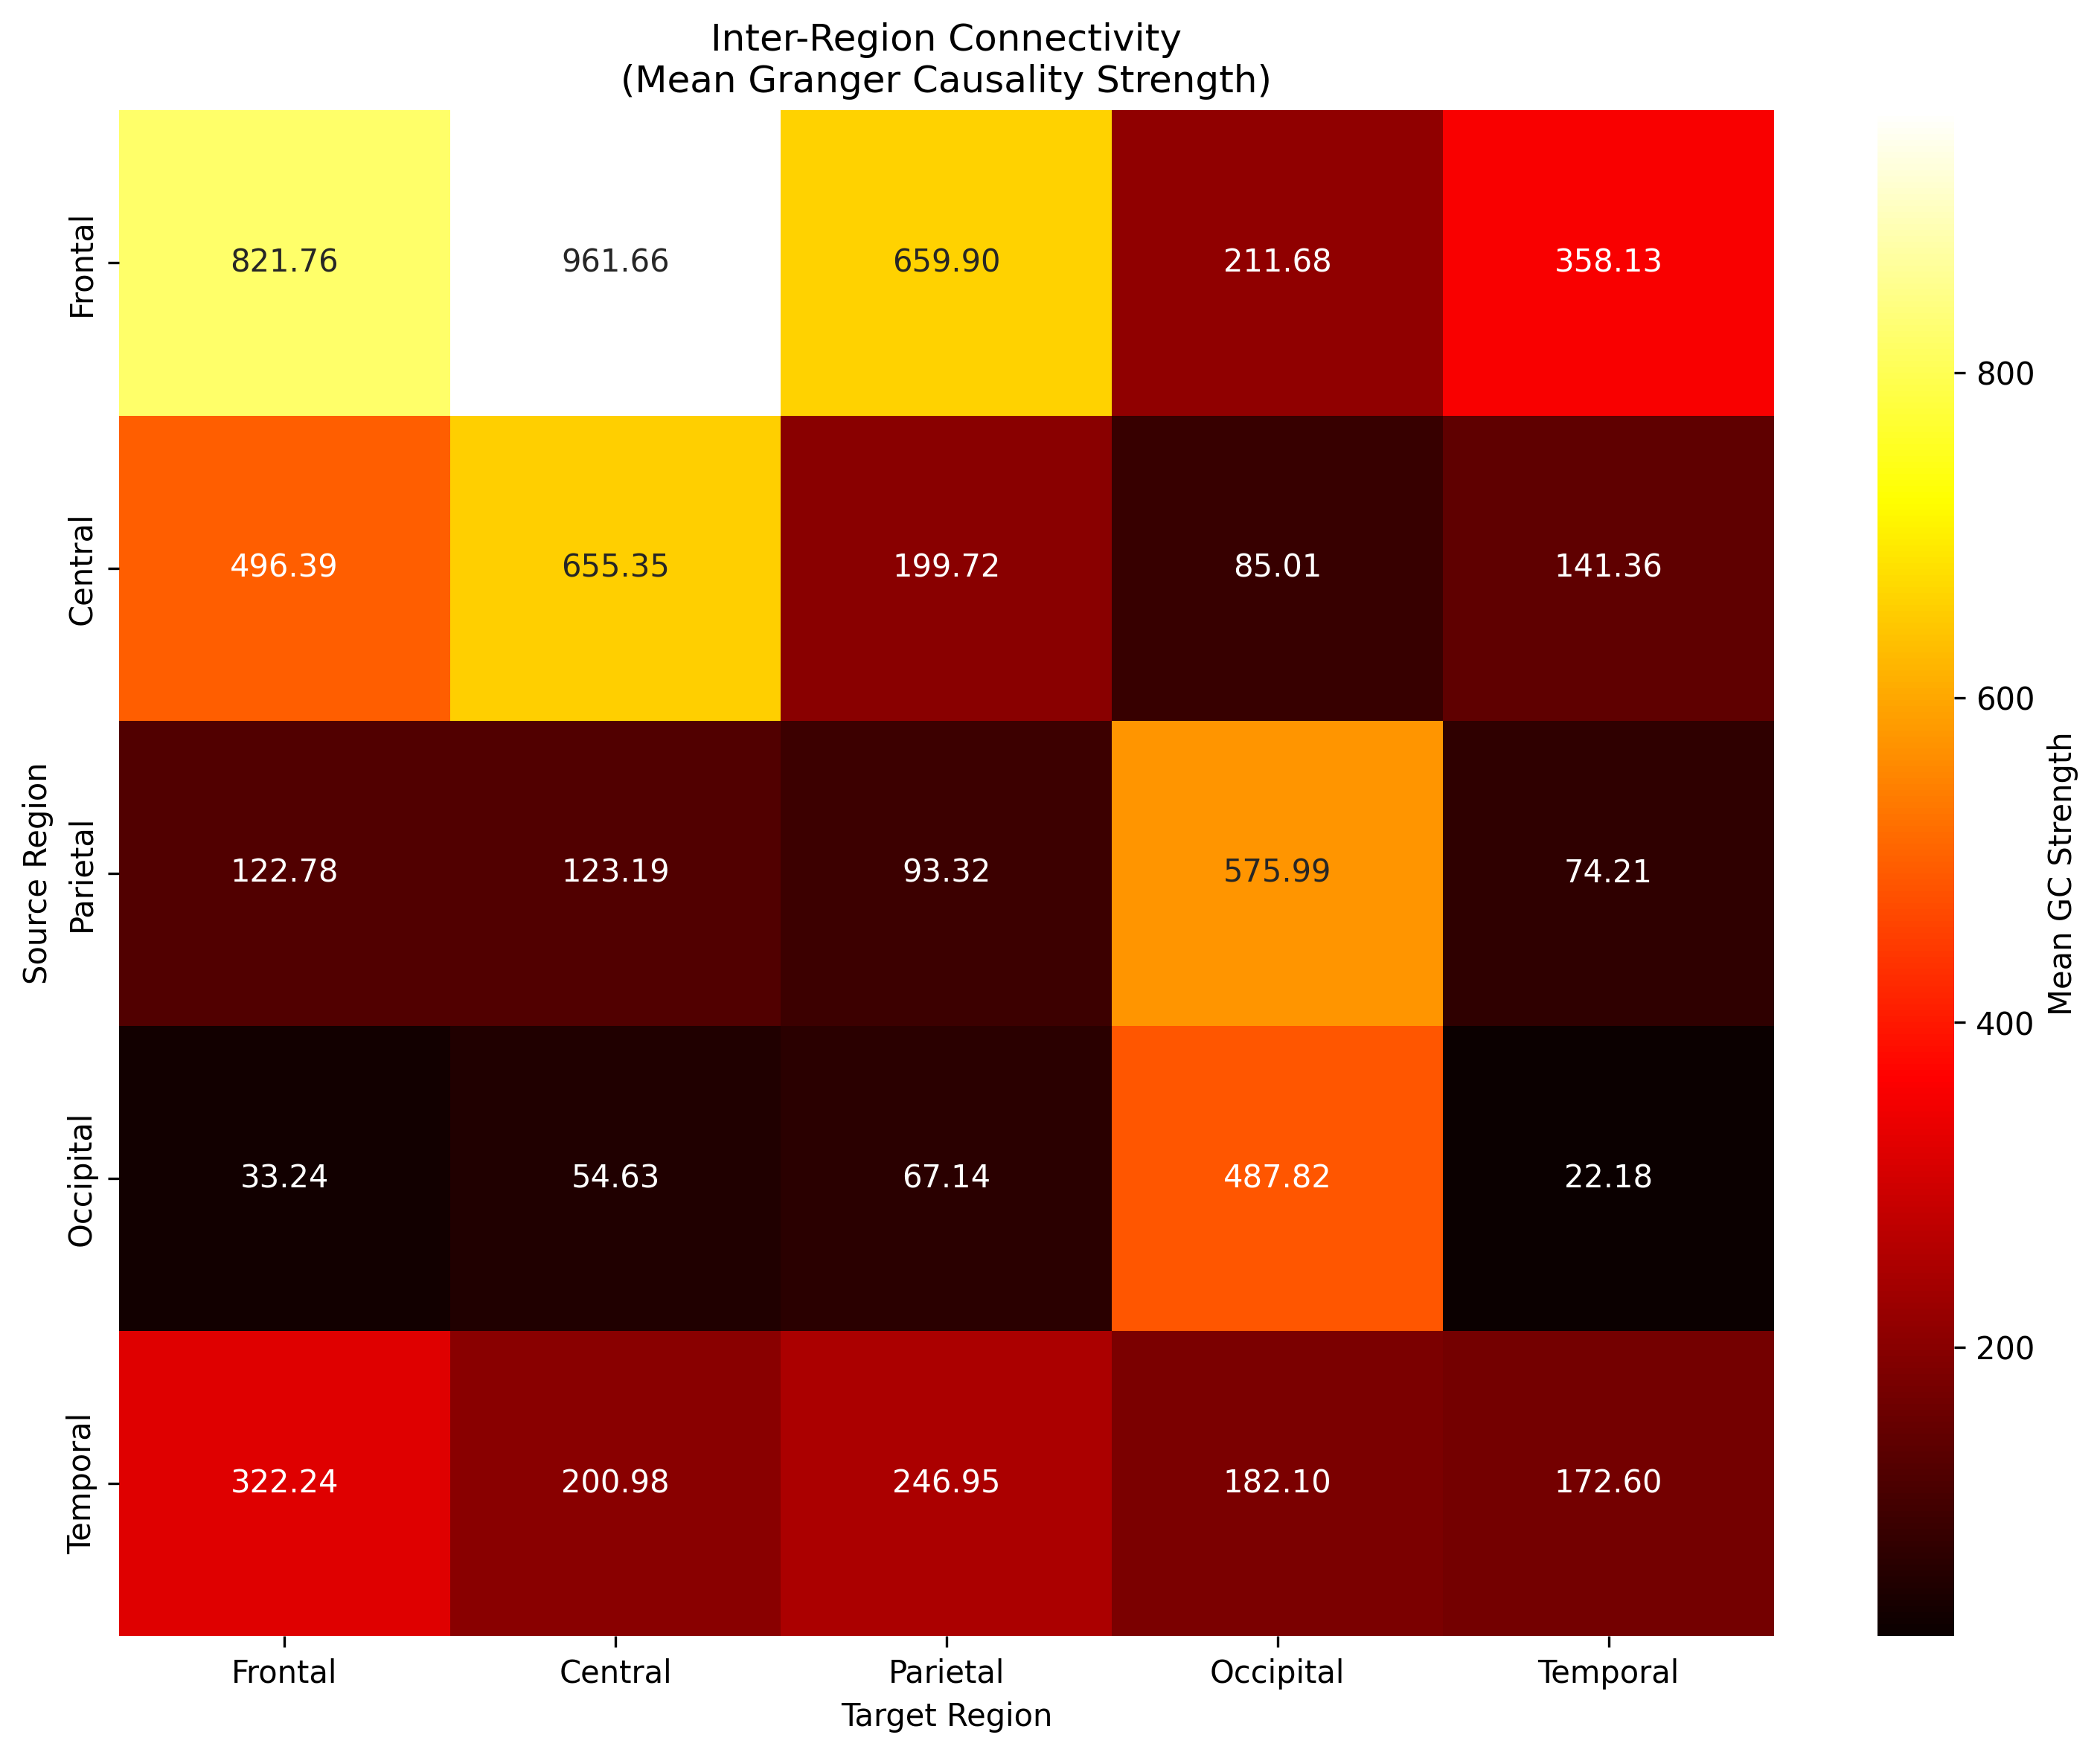 Inter-Region Connectivity
(Mean Granger Causality Strength)
Source Region
Frontal
821.76 961.66 659.90 211.68 358.13
Central
496.39 655.35 199.72 85.01 141.36
Parietal
122.78 123.19 93.32 575.99 74.21
Occipital
33.24 54.63 67.14 487.82 22.18
Temporal
322.24 200.98 246.95 182.10 172.60
Frontal Central Parietal Occipital Temporal
Target Region
800
600
400
200
Mean GC Strength